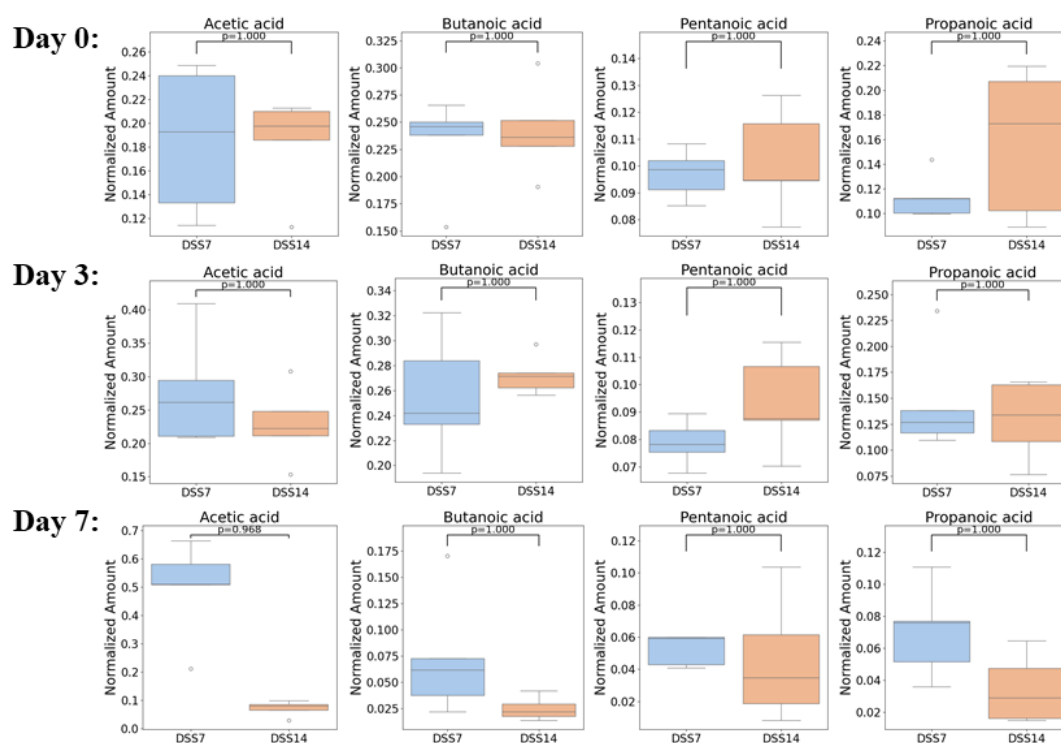 Day 0:
Acetic acid
p=1.000
Normalized Amount
0.26
0.24
0.22
0.20
0.18
0.16
0.14
0.12
DSS7 DSS14
Butanoic acid
p=1.000
Normalized Amount
0.325
0.300
0.275
0.250
0.225
0.200
0.175
0.150
DSS7 DSS14
Pentanoic acid
p=1.000
Normalized Amount
0.14
0.13
0.12
0.11
0.10
0.09
0.08
DSS7 DSS14
Propanoic acid
p=1.000
Normalized Amount
0.24
0.22
0.20
0.18
0.16
0.14
0.12
0.10
DSS7 DSS14
Day 3:
Acetic acid
p=1.000
Normalized Amount
0.40
0.35
0.30
0.25
0.20
0.15
DSS7 DSS14
Butanoic acid
p=1.000
Normalized Amount
0.34
0.32
0.30
0.28
0.26
0.24
0.22
0.20
DSS7 DSS14
Pentanoic acid
p=1.000
Normalized Amount
0.13
0.12
0.11
0.10
0.09
0.08
0.07
DSS7 DSS14
Propanoic acid
p=1.000
Normalized Amount
0.250
0.225
0.200
0.175
0.150
0.125
0.100
0.075
DSS7 DSS14
Day 7:
Acetic acid
p=0.968
Normalized Amount
0.7
0.6
0.5
0.4
0.3
0.2
0.1
0.0
DSS7 DSS14
Butanoic acid
p=1.000
Normalized Amount
0.175
0.150
0.125
0.100
0.075
0.050
0.025
DSS7 DSS14
Pentanoic acid
p=1.000
Normalized Amount
0.12
0.10
0.08
0.06
0.04
0.02
DSS7 DSS14
Propanoic acid
p=1.000
Normalized Amount
0.12
0.10
0.08
0.06
0.04
0.02
DSS7 DSS14